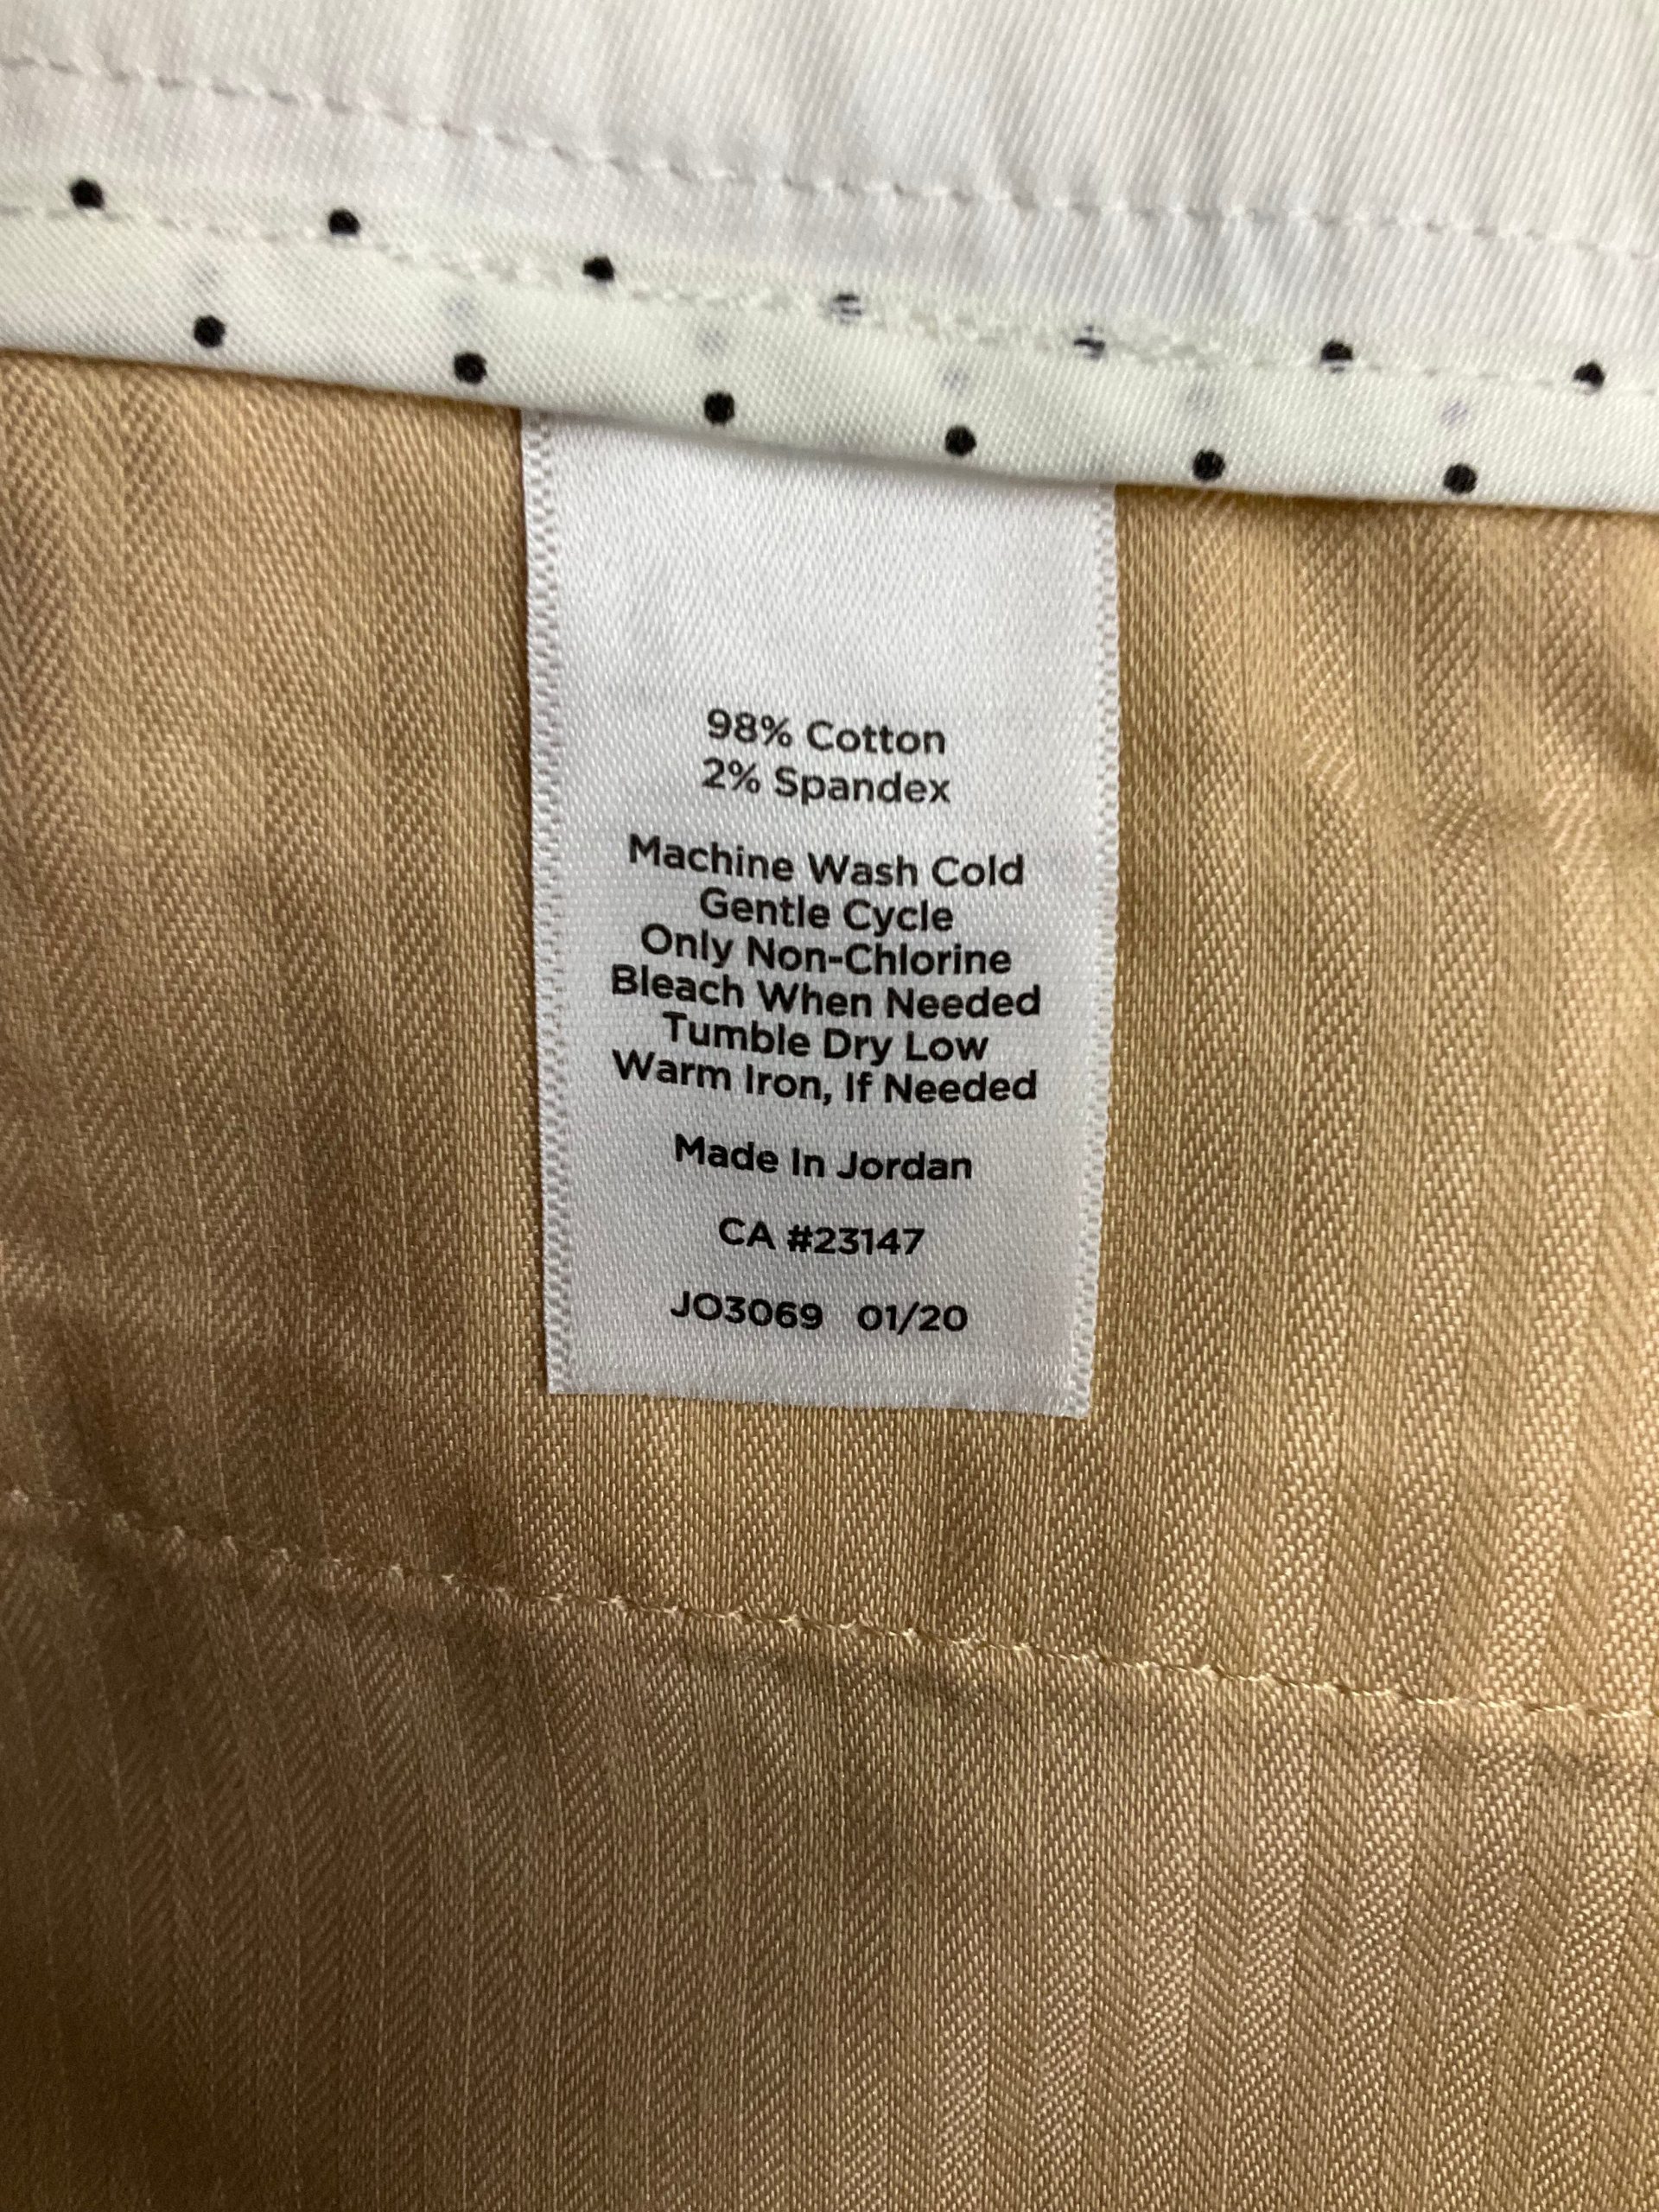 98% Cotton
2% Spandex
Machine Wash Cold
Gentle Cycle
Only Non-Chlorine
Bleach When Needed
Tumble Dry Low
Warm Iron, If Needed
Made In Jordan
CA #23147
JO3069 01/20